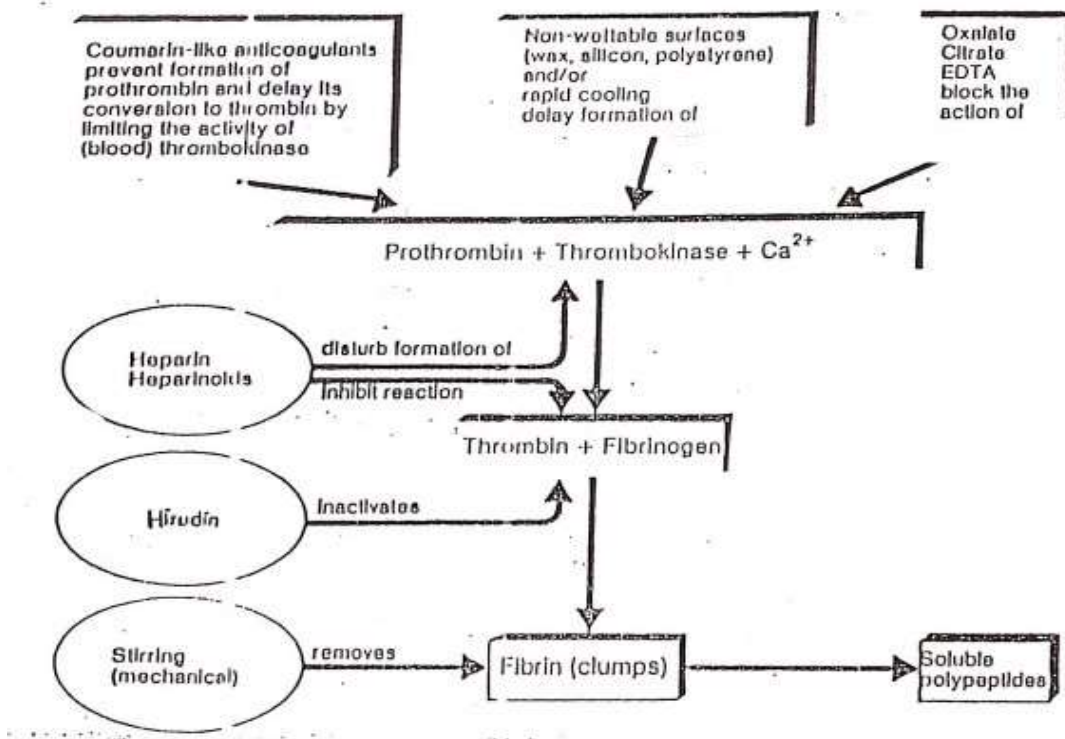 Coumarin-like anticoagulants
prevent formation of
prothrombin and delay its
conversion to thrombin by
limiting the activity of
(blood) thrombokinase
Non-wettable surfaces
(wax, silicon, polystyrene)
and/or
rapid cooling
delay formation of
Oxalate
Citrate
EDTA
block the
action of
Prothrombin + Thrombokinase + Ca²⁺
Heparin
Heparinoids
disturb formation of
Inhibit reaction
Thrombin + Fibrinogen
Hirudin
Inactivates
Stirring
(mechanical)
removes
Fibrin (clumps)
Soluble
polypeptides